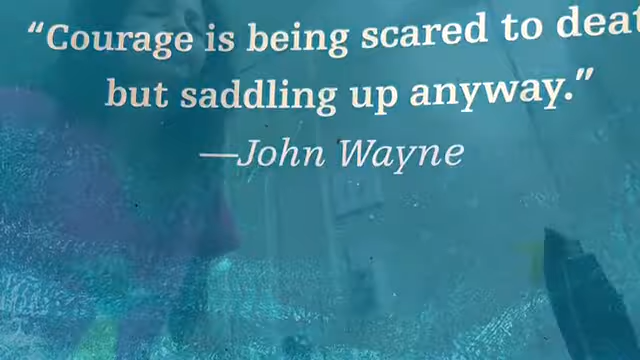 “Courage is being scared to deat
but saddling up anyway.”
—John Wayne